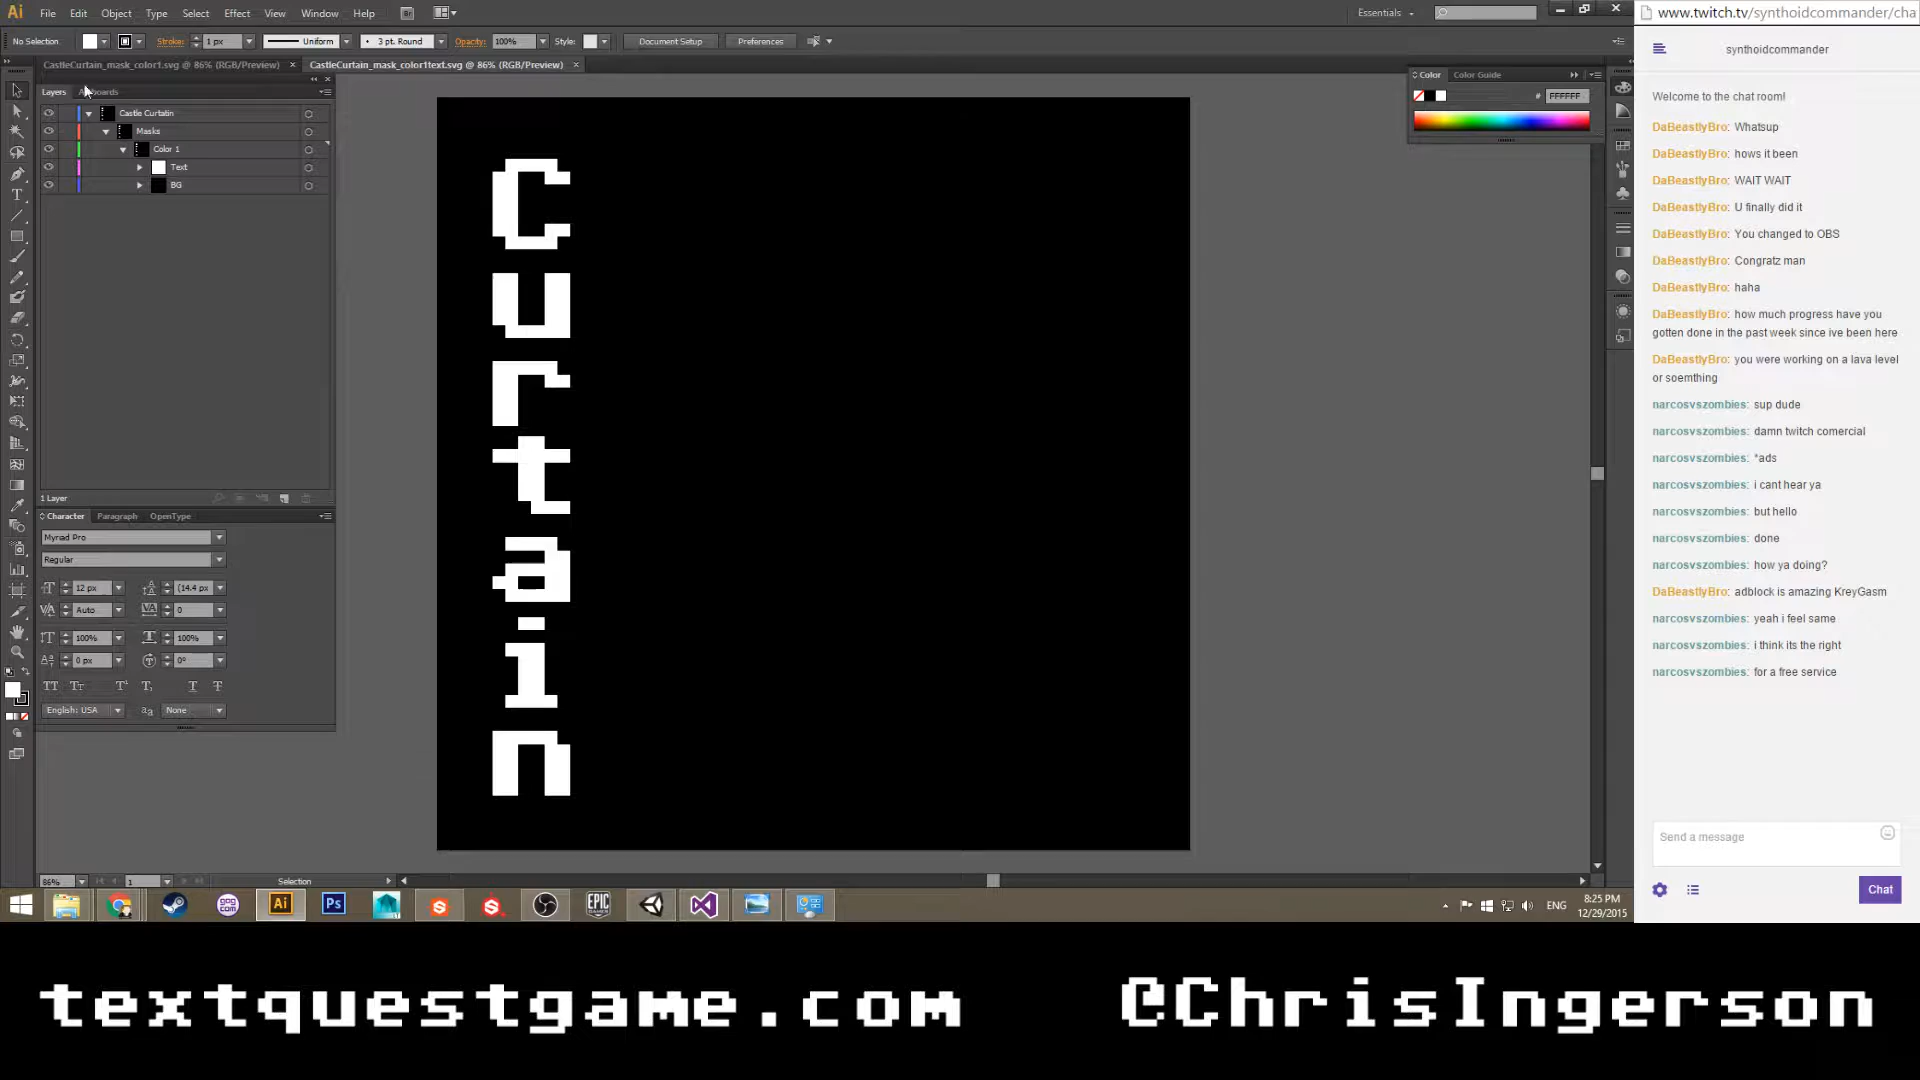 Ai File Edit Object Type Select Effect View Window Help Br Essentials
No Selection Stroke: 1 px Uniform 3 pt. Round Opacity: 100% Style: Document Setup Preferences
CastleCurtain_mask_color1.svg @ 86% (RGB/Preview) CastleCurtain_mask_color1text.svg @ 86% (RGB/Preview)
Layers
Castle Curtatin
Masks
Color 1
Text
BG
1 Layer
Character Paragraph OpenType
Myriad Pro
Regular
12 px (14.4 px
Auto 0
100% 100%
0 px 0°
English: USA None
86% 1 Selection
Color Color Guide
# FFFFFF
C
u
r
t
a
i
n
www.twitch.tv/synthoidcommander/cha
synthoidcommander
Welcome to the chat room!
DaBeastlyBro: Whatsup
DaBeastlyBro: hows it been
DaBeastlyBro: WAIT WAIT
DaBeastlyBro: U finally did it
DaBeastlyBro: You changed to OBS
DaBeastlyBro: Congratz man
DaBeastlyBro: haha
DaBeastlyBro: how much progress have you
gotten done in the past week since ive been here
DaBeastlyBro: you were working on a lava level
or soemthing
narcosvszombies: sup dude
narcosvszombies: damn twitch comercial
narcosvszombies: *ads
narcosvszombies: i cant hear ya
narcosvszombies: but hello
narcosvszombies: done
narcosvszombies: how ya doing?
DaBeastlyBro: adblock is amazing KreyGasm
narcosvszombies: yeah i feel same
narcosvszombies: i think its the right
narcosvszombies: for a free service
Send a message
Chat
gog.com Ai Ps EPIC GAMES
ENG 8:25 PM
12/29/2015
textquestgame.com @ChrisIngerson